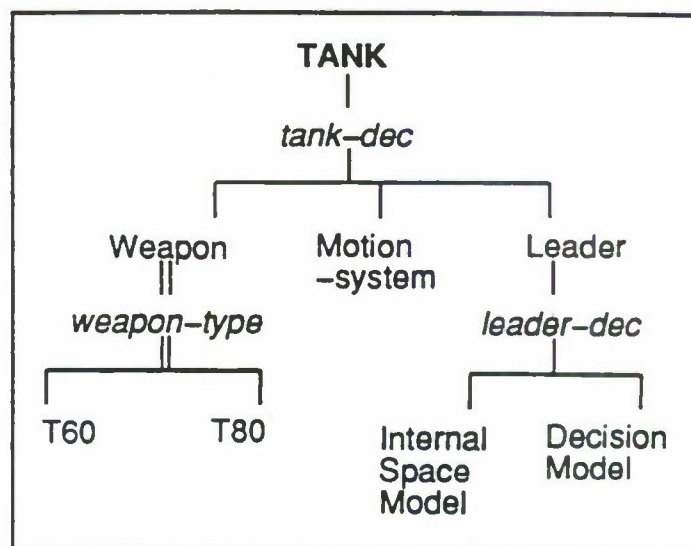 TANK
tank–dec
Weapon
Motion
–system
Leader
weapon–type
leader–dec
T60
T80
Internal
Space
Model
Decision
Model